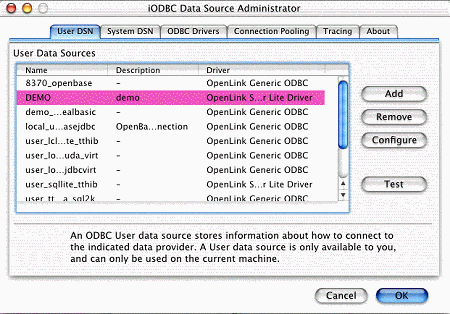 iODBC Data Source Administrator
User DSN System DSN ODBC Drivers Connection Pooling Tracing About
User Data Sources
Name Description Driver
8370_openbase – OpenLink Generic ODBC
DEMO demo OpenLink S...r Lite Driver
demo_...ealbasic – OpenLink Generic ODBC
local_u...asejdbc OpenBa...nection OpenLink Generic ODBC
user_lcl...te_tthib – OpenLink Generic ODBC
user_lo...uda_virt – OpenLink Generic ODBC
user_lo...jdbcvirt – OpenLink Generic ODBC
user_sqllite_tthib – OpenLink S...r Lite Driver
user_tt...a_sql2k – OpenLink Generic ODBC
Add
Remove
Configure
Test
An ODBC User data source stores information about how to connect to
the indicated data provider. A User data source is only available to you,
and can only be used on the current machine.
Cancel OK